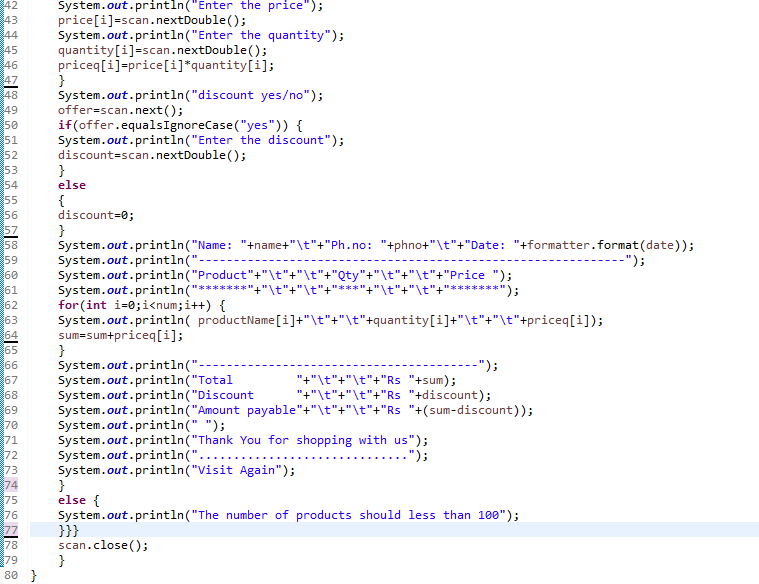 42 System.out.println("Enter the price");
43 price[i]=scan.nextDouble();
44 System.out.println("Enter the quantity");
45 quantity[i]=scan.nextDouble();
46 priceq[i]=price[i]*quantity[i];
47 }
48 System.out.println("discount yes/no");
49 offer=scan.next();
50 if(offer.equalsIgnoreCase("yes")) {
51 System.out.println("Enter the discount");
52 discount=scan.nextDouble();
53 }
54 else
55 {
56 discount=0;
57 }
58 System.out.println("Name: "+name+"\t"+"Ph.no: "+phno+"\t"+"Date: "+formatter.format(date));
59 System.out.println("-------------------------------------------------------------");
60 System.out.println("Product"+"\t"+"\t"+"Qty"+"\t"+"\t"+"Price ");
61 System.out.println("*******"+"\t"+"\t"+"***"+"\t"+"\t"+"*******");
62 for(int i=0;i<num;i++) {
63 System.out.println( productName[i]+"\t"+"\t"+quantity[i]+"\t"+"\t"+priceq[i]);
64 sum=sum+priceq[i];
65 }
66 System.out.println("----------------------------------------");
67 System.out.println("Total         "+"\t"+"\t"+"Rs "+sum);
68 System.out.println("Discount      "+"\t"+"\t"+"Rs "+discount);
69 System.out.println("Amount payable"+"\t"+"\t"+"Rs "+(sum-discount));
70 System.out.println(" ");
71 System.out.println("Thank You for shopping with us");
72 System.out.println("..............................");
73 System.out.println("Visit Again");
74 }
75 else {
76 System.out.println("The number of products should less than 100");
77 }}}
78 scan.close();
79 }
80 }